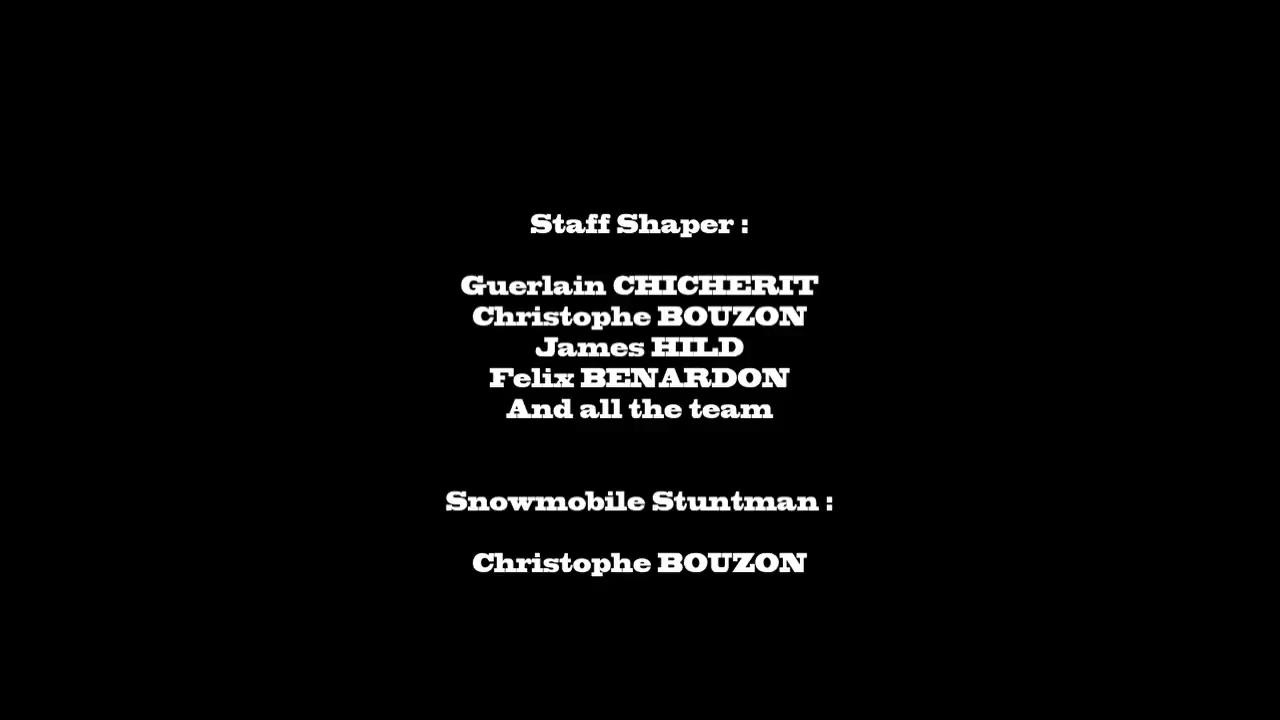 Staff Shaper :
Guerlain CHICHERIT
Christophe BOUZON
James HILD
Felix BENARDON
And all the team
Snowmobile Stuntman :
Christophe BOUZON